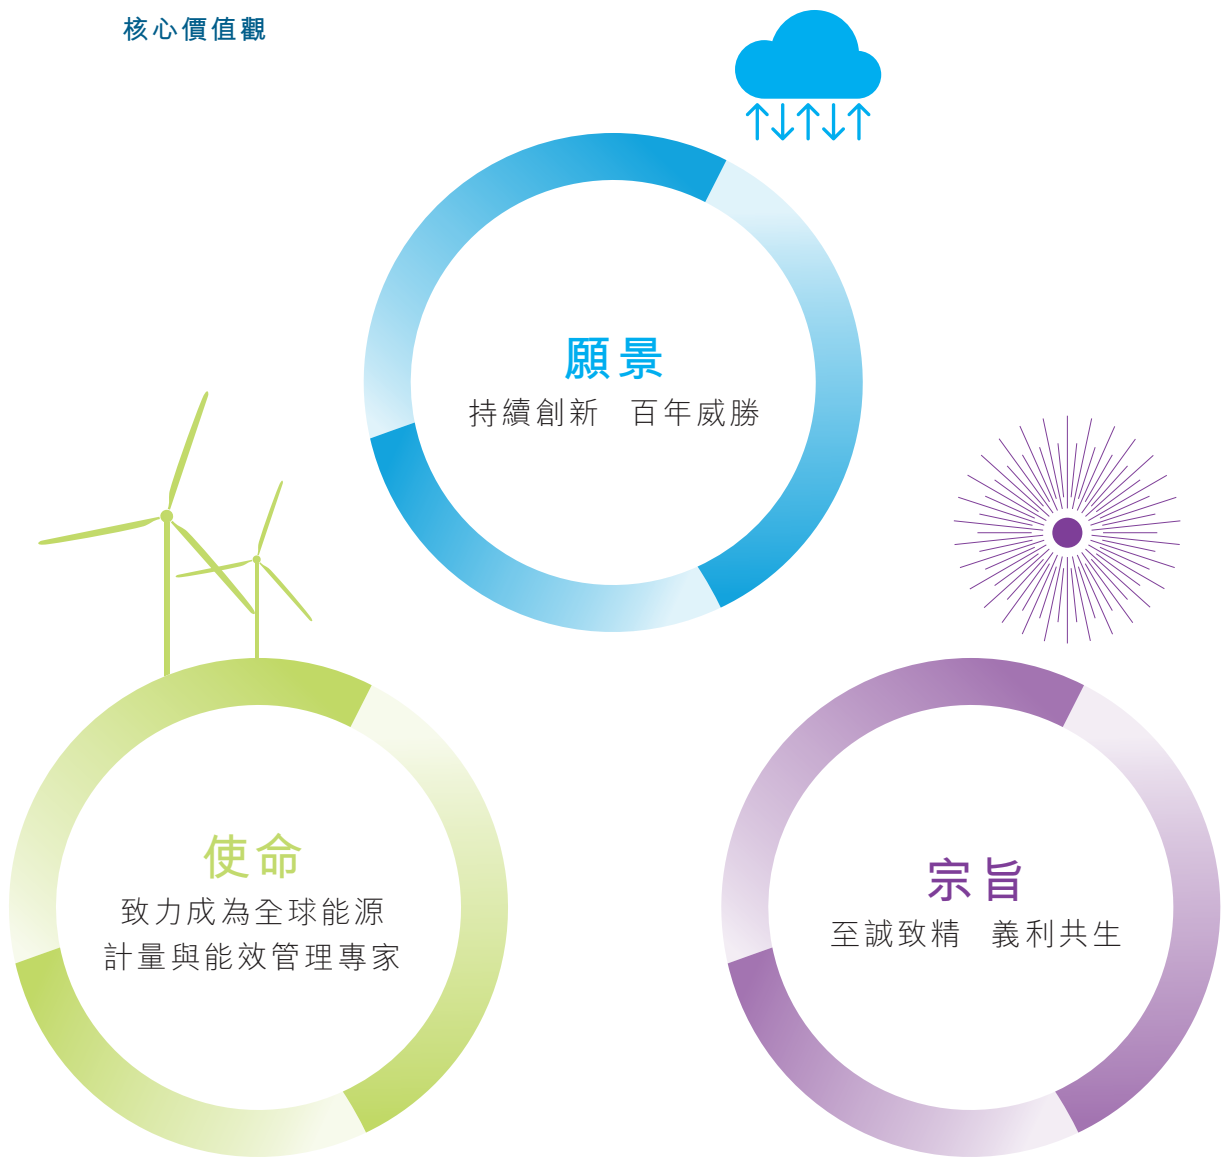 核心價值觀
願景
持續創新 百年威勝
使命
致力成為全球能源
計量與能效管理專家
宗旨
至誠致精 義利共生